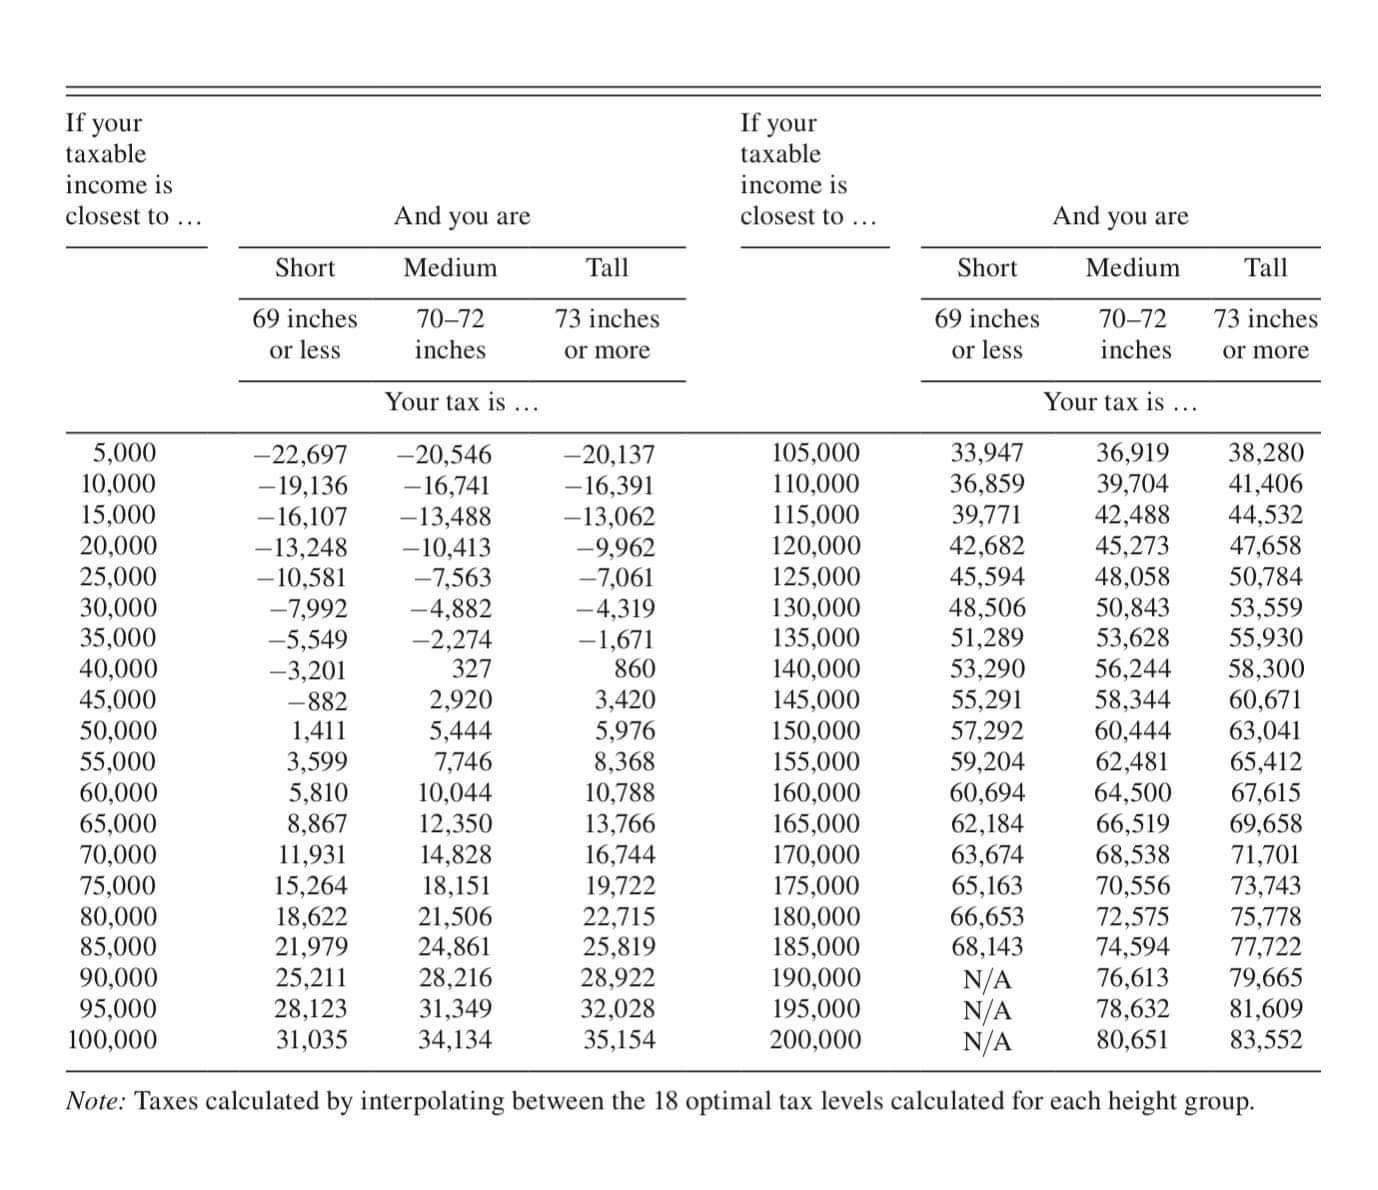 If your
taxable
income is
closest to …
And you are
If your
taxable
income is
closest to …
And you are
Short Medium Tall Short Medium Tall
69 inches 70–72 73 inches 69 inches 70–72 73 inches
or less inches or more or less inches or more
Your tax is … Your tax is …
5,000 −22,697 −20,546 −20,137 105,000 33,947 36,919 38,280
10,000 −19,136 −16,741 −16,391 110,000 36,859 39,704 41,406
15,000 −16,107 −13,488 −13,062 115,000 39,771 42,488 44,532
20,000 −13,248 −10,413 −9,962 120,000 42,682 45,273 47,658
25,000 −10,581 −7,563 −7,061 125,000 45,594 48,058 50,784
30,000 −7,992 −4,882 −4,319 130,000 48,506 50,843 53,559
35,000 −5,549 −2,274 −1,671 135,000 51,289 53,628 55,930
40,000 −3,201 327 860 140,000 53,290 56,244 58,300
45,000 −882 2,920 3,420 145,000 55,291 58,344 60,671
50,000 1,411 5,444 5,976 150,000 57,292 60,444 63,041
55,000 3,599 7,746 8,368 155,000 59,204 62,481 65,412
60,000 5,810 10,044 10,788 160,000 60,694 64,500 67,615
65,000 8,867 12,350 13,766 165,000 62,184 66,519 69,658
70,000 11,931 14,828 16,744 170,000 63,674 68,538 71,701
75,000 15,264 18,151 19,722 175,000 65,163 70,556 73,743
80,000 18,622 21,506 22,715 180,000 66,653 72,575 75,778
85,000 21,979 24,861 25,819 185,000 68,143 74,594 77,722
90,000 25,211 28,216 28,922 190,000 N/A 76,613 79,665
95,000 28,123 31,349 32,028 195,000 N/A 78,632 81,609
100,000 31,035 34,134 35,154 200,000 N/A 80,651 83,552
Note: Taxes calculated by interpolating between the 18 optimal tax levels calculated for each height group.